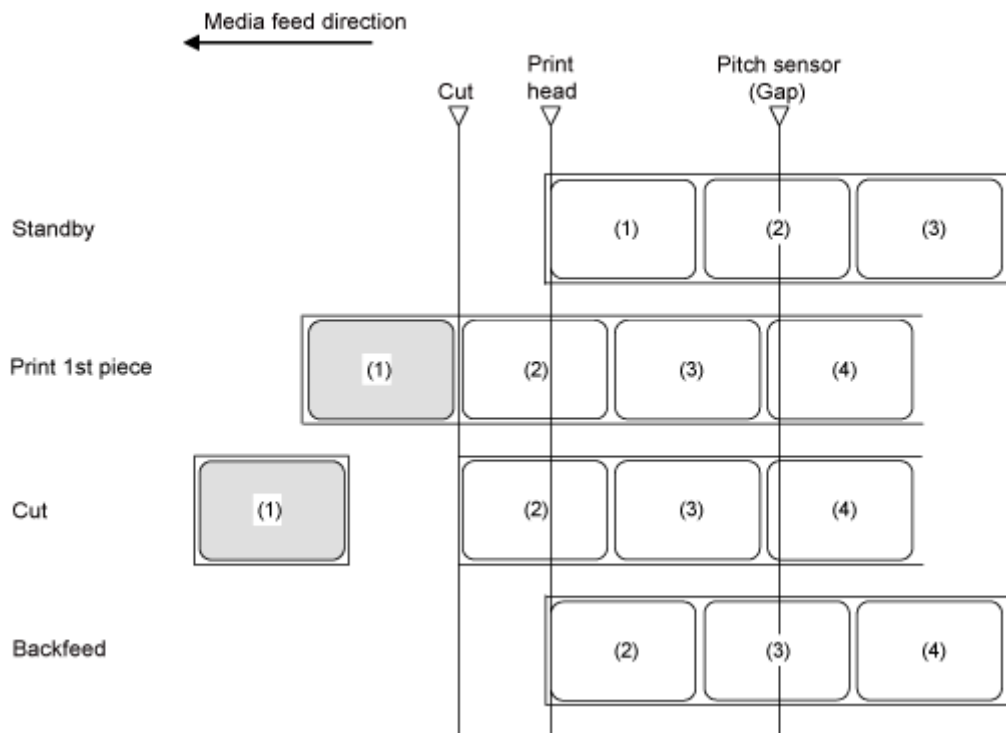 Media feed direction
Cut
Print
head
Pitch sensor
(Gap)
Standby
(1)
(2)
(3)
Print 1st piece
(1)
(2)
(3)
(4)
Cut
(1)
(2)
(3)
(4)
Backfeed
(2)
(3)
(4)